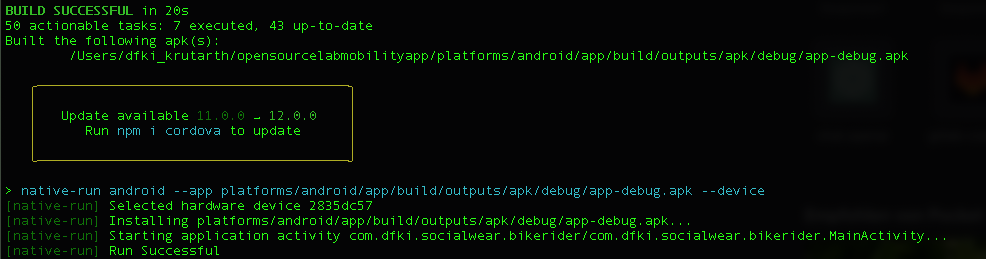 BUILD SUCCESSFUL in 20s
50 actionable tasks: 7 executed, 43 up-to-date
Built the following apk(s):
/Users/dfki_krutarth/opensourcelabmobilityapp/platforms/android/app/build/outputs/apk/debug/app-debug.apk
Update available 11.0.0 → 12.0.0
Run npm i cordova to update
> native-run android --app platforms/android/app/build/outputs/apk/debug/app-debug.apk --device
[native-run] Selected hardware device 2835dc57
[native-run] Installing platforms/android/app/build/outputs/apk/debug/app-debug.apk...
[native-run] Starting application activity com.dfki.socialwear.bikerider/com.dfki.socialwear.bikerider.MainActivity...
[native-run] Run Successful